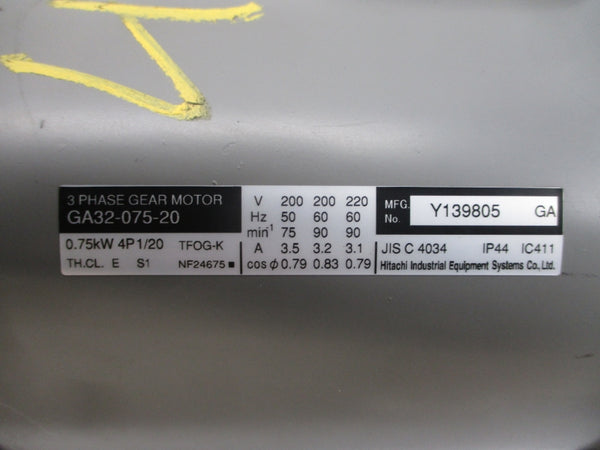 3 PHASE GEAR MOTOR
GA32-075-20
0.75kW 4P1/20 TFOG-K
TH.CL. E S1 NF24675■
V 200 200 220
Hz 50 60 60
min⁻¹ 75 90 90
A 3.5 3.2 3.1
cos φ 0.79 0.83 0.79
MFG. No. Y139805 GA
JIS C 4034 IP44 IC411
Hitachi Industrial Equipment Systems Co., Ltd.